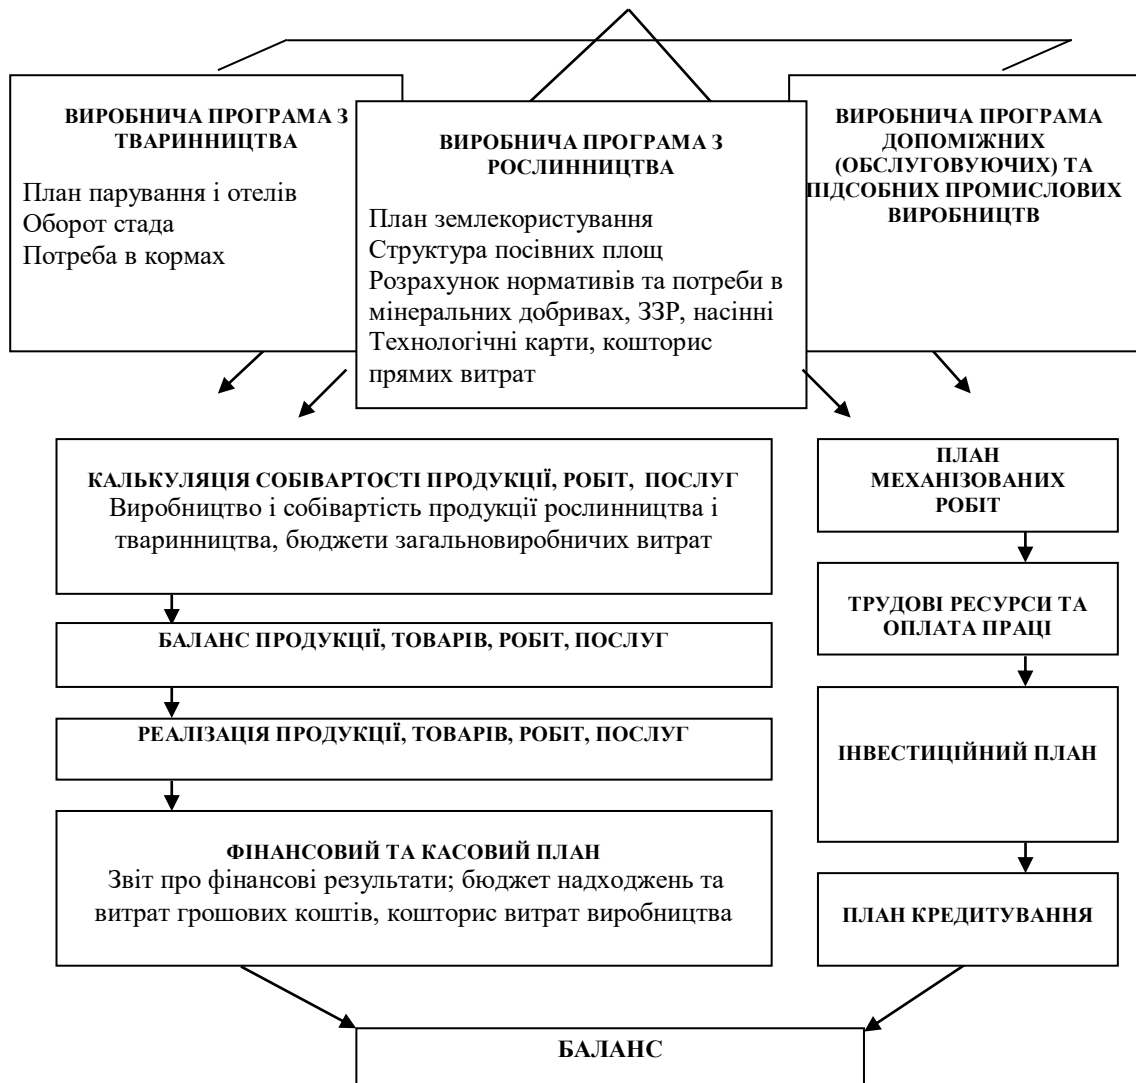 ВИРОБНИЧА ПРОГРАМА З
ТВАРИННИЦТВА
План парування і отелів
Оборот стада
Потреба в кормах
ВИРОБНИЧА ПРОГРАМА З
РОСЛИННИЦТВА
План землекористування
Структура посівних площ
Розрахунок нормативів та потреби в
мінеральних добривах, ЗЗР, насінні
Технологічні карти, кошторис
прямих витрат
ВИРОБНИЧА ПРОГРАМА
ДОПОМІЖНИХ
(ОБСЛУГОВУЮЧИХ) ТА
ПІДСОБНИХ ПРОМИСЛОВИХ
ВИРОБНИЦТВ
КАЛЬКУЛЯЦІЯ СОБІВАРТОСТІ ПРОДУКЦІЇ, РОБІТ, ПОСЛУГ
Виробництво і собівартість продукції рослинництва і
тваринництва, бюджети загальновиробничих витрат
БАЛАНС ПРОДУКЦІЇ, ТОВАРІВ, РОБІТ, ПОСЛУГ
РЕАЛІЗАЦІЯ ПРОДУКЦІЇ, ТОВАРІВ, РОБІТ, ПОСЛУГ
ФІНАНСОВИЙ ТА КАСОВИЙ ПЛАН
Звіт про фінансові результати; бюджет надходжень та
витрат грошових коштів, кошторис витрат виробництва
ПЛАН
МЕХАНІЗОВАНИХ
РОБІТ
ТРУДОВІ РЕСУРСИ ТА
ОПЛАТА ПРАЦІ
ІНВЕСТИЦІЙНИЙ ПЛАН
ПЛАН КРЕДИТУВАННЯ
БАЛАНС